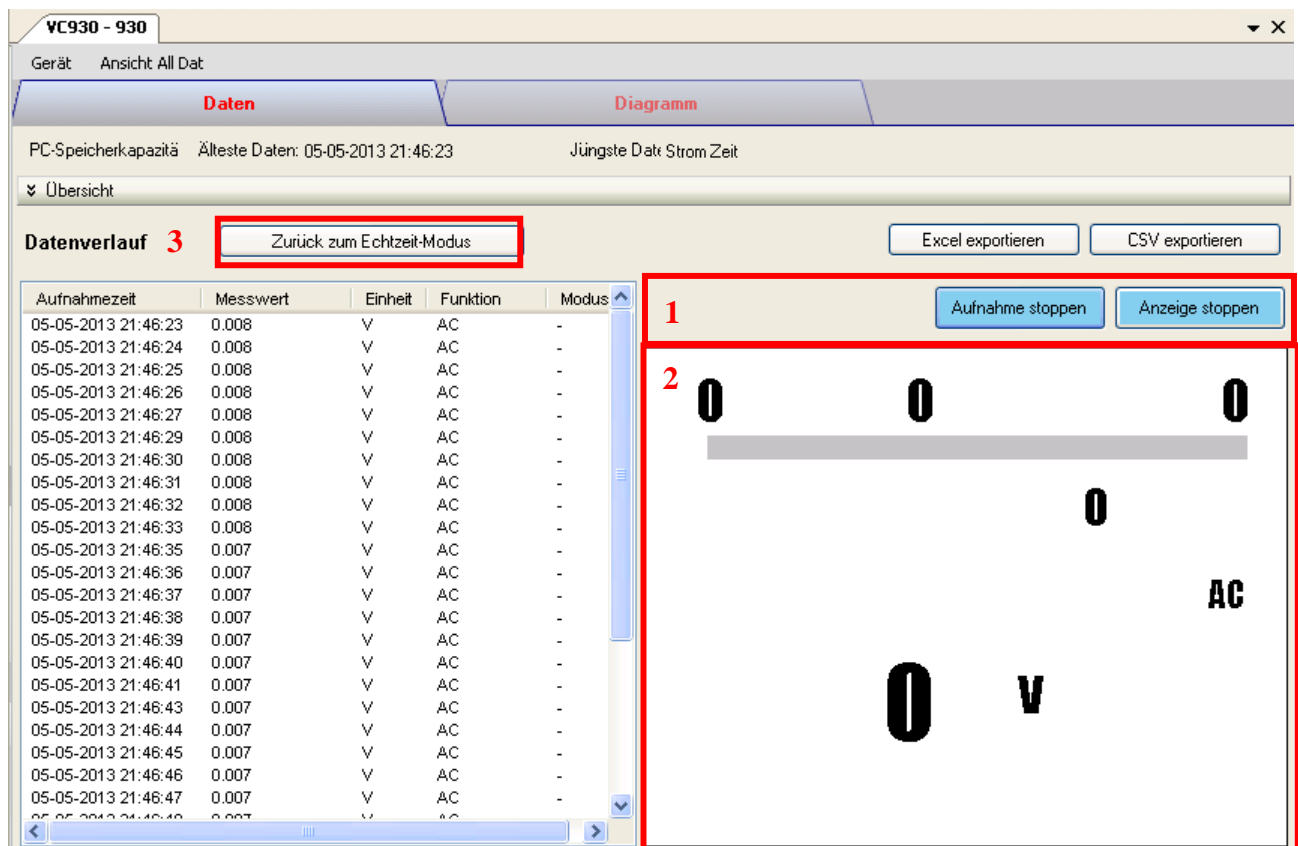 VC930 - 930
Gerät Ansicht All Dat
Daten Diagramm
PC-Speicherkapazitä Älteste Daten: 05-05-2013 21:46:23 Jüngste Date Strom Zeit
Übersicht
Datenverlauf 3 Zurück zum Echtzeit-Modus Excel exportieren CSV exportieren
Aufnahmezeit Messwert Einheit Funktion Modus
1 Aufnahme stoppen Anzeige stoppen
05-05-2013 21:46:23 0.008 V AC -
05-05-2013 21:46:24 0.008 V AC -
05-05-2013 21:46:25 0.008 V AC -
05-05-2013 21:46:26 0.008 V AC -
05-05-2013 21:46:27 0.008 V AC -
05-05-2013 21:46:29 0.008 V AC -
05-05-2013 21:46:30 0.008 V AC -
05-05-2013 21:46:31 0.008 V AC -
05-05-2013 21:46:32 0.008 V AC -
05-05-2013 21:46:33 0.008 V AC -
05-05-2013 21:46:35 0.007 V AC -
05-05-2013 21:46:36 0.007 V AC -
05-05-2013 21:46:37 0.007 V AC -
05-05-2013 21:46:38 0.007 V AC -
05-05-2013 21:46:39 0.007 V AC -
05-05-2013 21:46:40 0.007 V AC -
05-05-2013 21:46:41 0.007 V AC -
05-05-2013 21:46:43 0.007 V AC -
05-05-2013 21:46:44 0.007 V AC -
05-05-2013 21:46:45 0.007 V AC -
05-05-2013 21:46:46 0.007 V AC -
05-05-2013 21:46:47 0.007 V AC -
2
0 0 0
0
AC
0 V